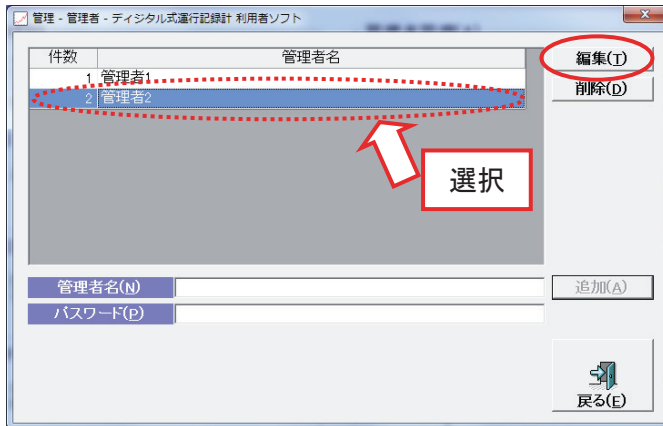 管理 - 管理者 - ディジタル式運行記録計 利用者ソフト
件数 管理者名
1 管理者1
2 管理者2
編集(T)
削除(D)
選択
管理者名(N)
追加(A)
パスワード(P)
戻る(E)